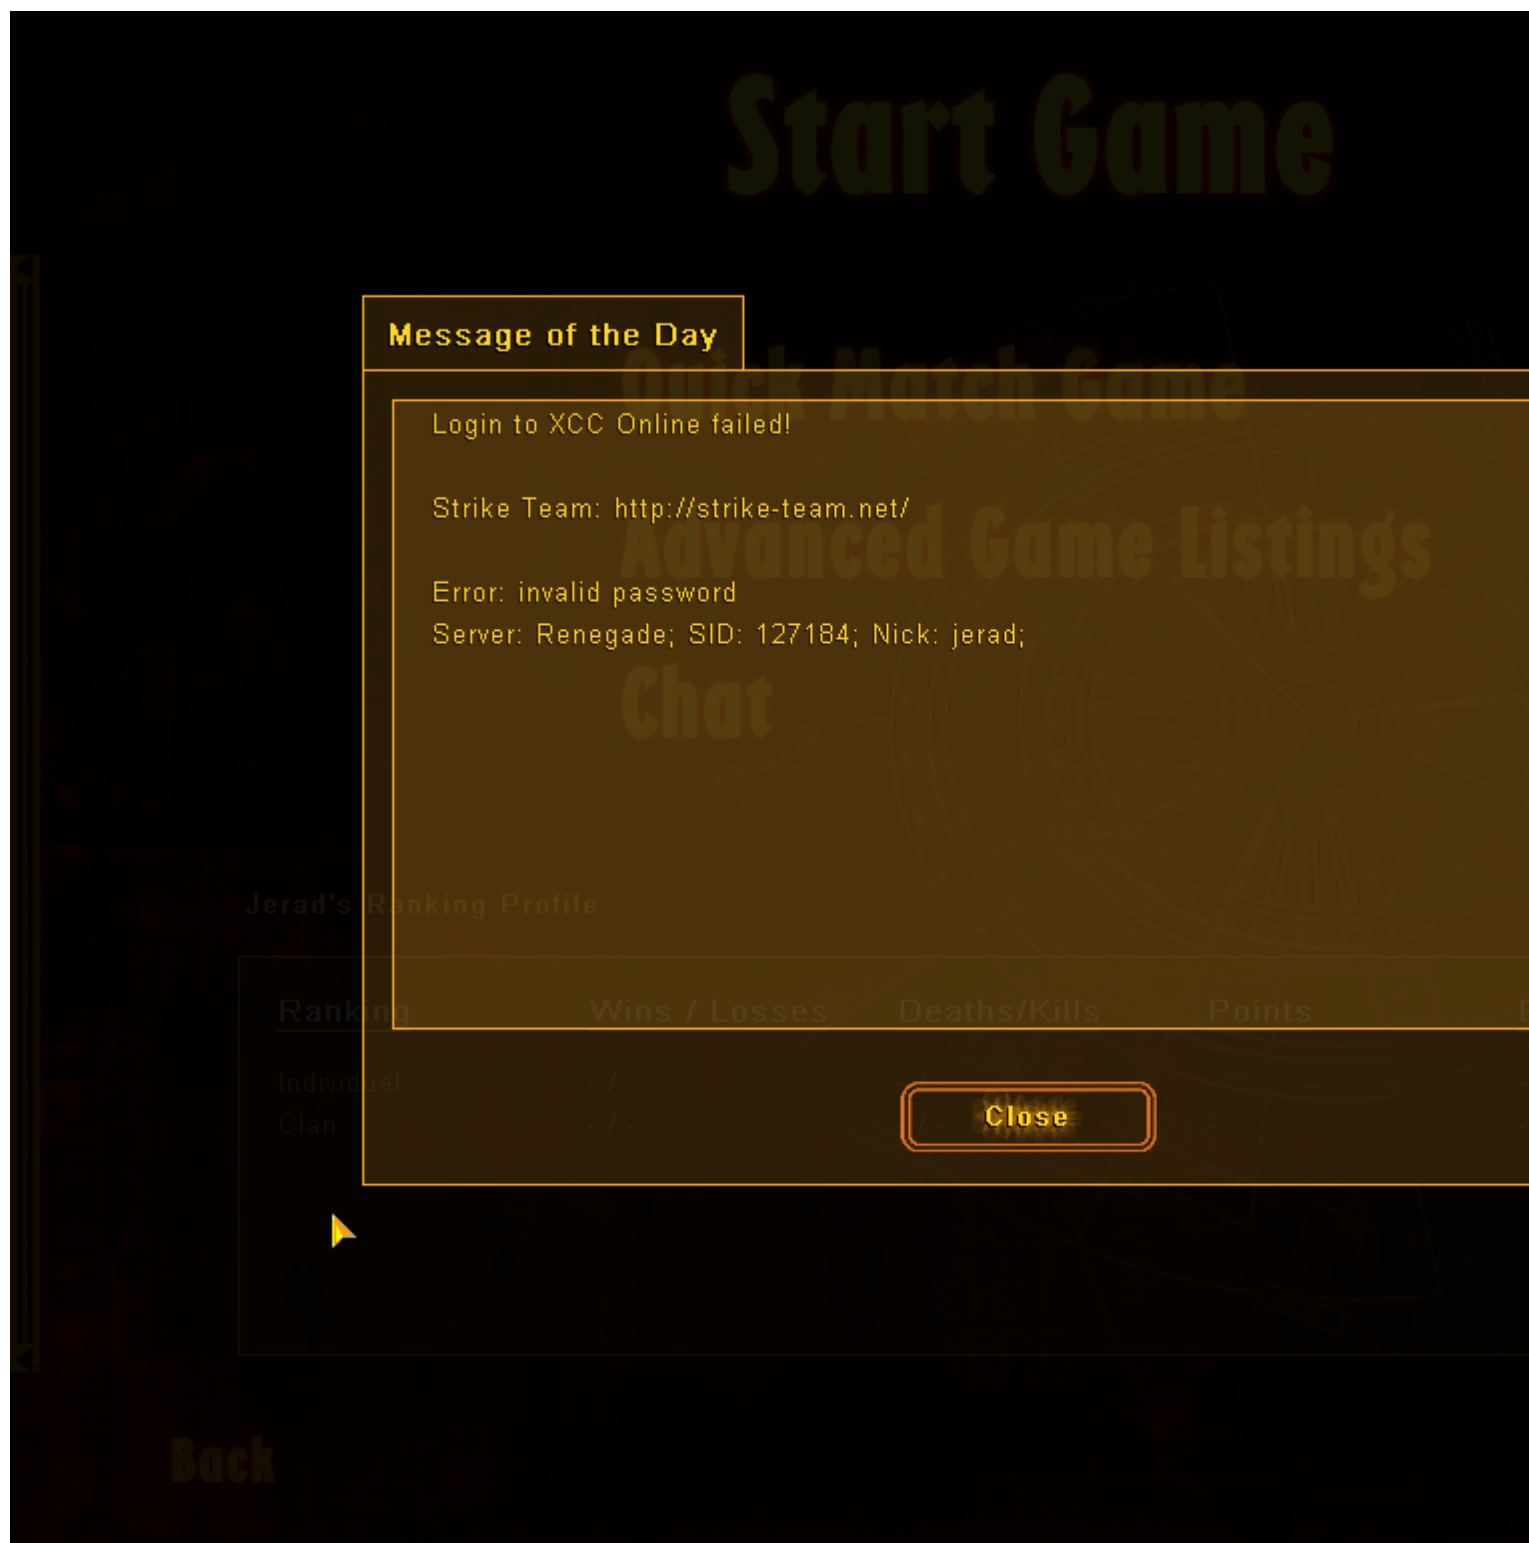 Start Game
Message of the Day
Quick Match Game
Login to XCC Online failed!
Strike Team: http://strike-team.net/
Advanced Game Listings
Error: invalid password
Server: Renegade; SID: 127184; Nick: jerad;
Chat
Jerad's Ranking Profile
Ranking Wins / Losses Deaths/Kills Points
Individual - / - -
Clan - / - / - -
Close
Back